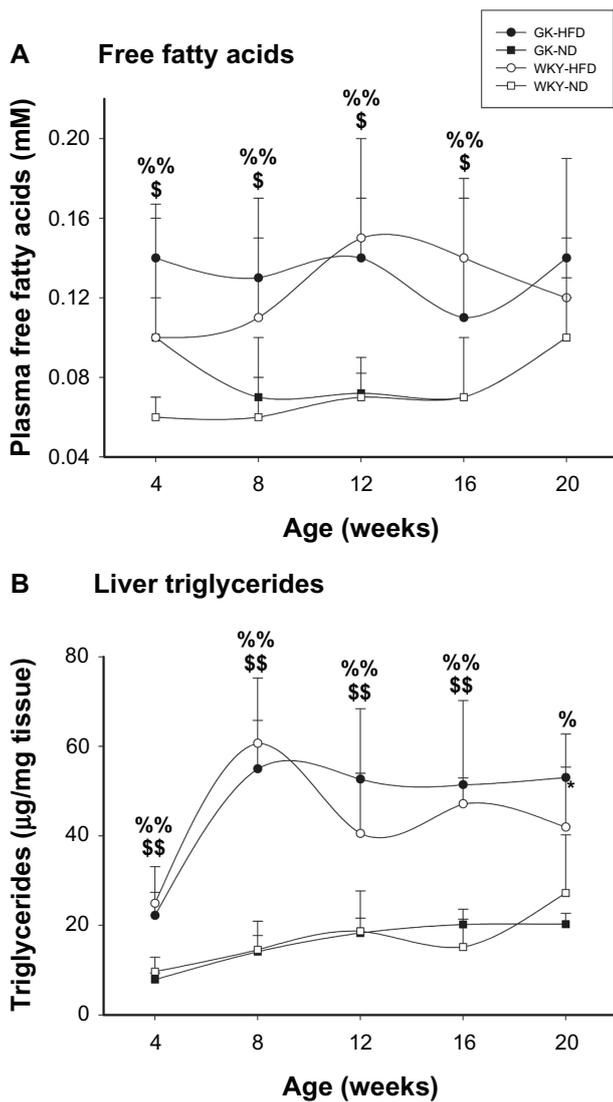 GK-HFD
GK-ND
WKY-HFD
WKY-ND
A Free fatty acids
Plasma free fatty acids (mM)
0.20
0.16
0.12
0.08
0.04
%%
$
%%
$
%%
$
%%
$
4 8 12 16 20
Age (weeks)
B Liver triglycerides
Triglycerides (μg/mg tissue)
80
60
40
20
0
%%
$$
%%
$$
%%
$$
%%
$$
%
*
4 8 12 16 20
Age (weeks)